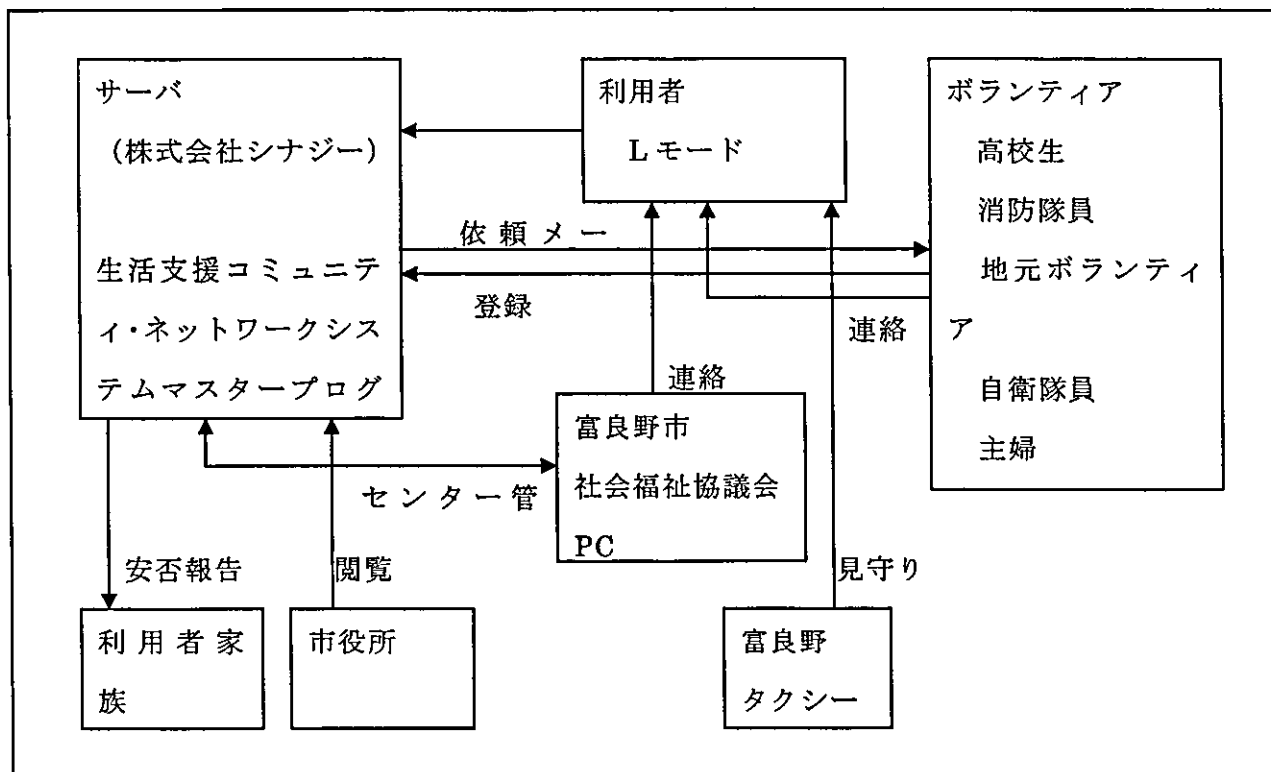 サーバ
(株式会社シナジー)
生活支援コミュニテ
ィ・ネットワークシス
テムマスタープログ
利用者
Lモード
ボランティア
高校生
消防隊員
地元ボランティ
ア
自衛隊員
主婦
依頼メー
登録
連絡
連絡
富良野市
社会福祉協議会
PC
センター管
安否報告
閲覧
見守り
利用者家
族
市役所
富良野
タクシー